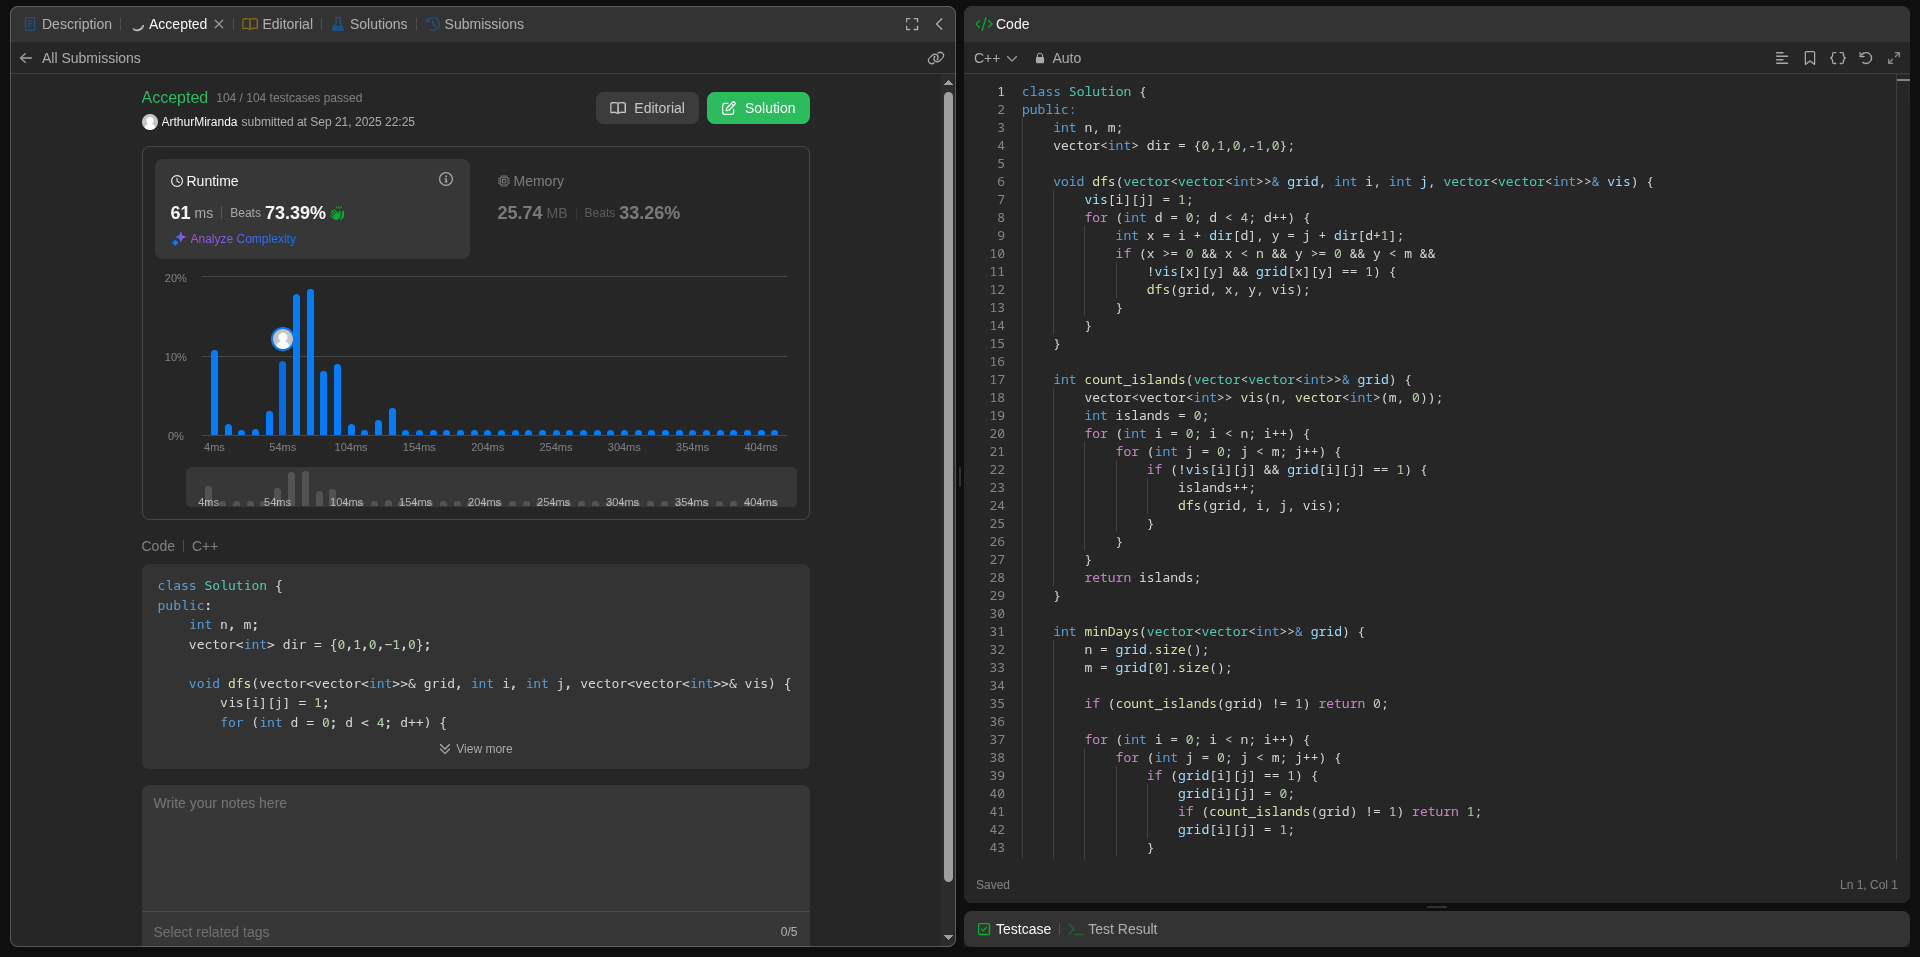 Description Accepted Editorial Solutions Submissions
All Submissions
Accepted 104 / 104 testcases passed
ArthurMiranda submitted at Sep 21, 2025 22:25
Editorial Solution
Runtime
61 ms Beats 73.39%
Analyze Complexity
Memory
25.74 MB Beats 33.26%
20%
10%
0%
4ms 54ms 104ms 154ms 204ms 254ms 304ms 354ms 404ms
4ms 54ms 104ms 154ms 204ms 254ms 304ms 354ms 404ms
Code C++
class Solution {
public:
    int n, m;
    vector<int> dir = {0,1,0,-1,0};

    void dfs(vector<vector<int>>& grid, int i, int j, vector<vector<int>>& vis) {
        vis[i][j] = 1;
        for (int d = 0; d < 4; d++) {
View more
Write your notes here
Select related tags 0/5
Code
C++ Auto
1 class Solution {
2 public:
3     int n, m;
4     vector<int> dir = {0,1,0,-1,0};
5
6     void dfs(vector<vector<int>>& grid, int i, int j, vector<vector<int>>& vis) {
7         vis[i][j] = 1;
8         for (int d = 0; d < 4; d++) {
9             int x = i + dir[d], y = j + dir[d+1];
10             if (x >= 0 && x < n && y >= 0 && y < m &&
11                 !vis[x][y] && grid[x][y] == 1) {
12                 dfs(grid, x, y, vis);
13             }
14         }
15     }
16
17     int count_islands(vector<vector<int>>& grid) {
18         vector<vector<int>> vis(n, vector<int>(m, 0));
19         int islands = 0;
20         for (int i = 0; i < n; i++) {
21             for (int j = 0; j < m; j++) {
22                 if (!vis[i][j] && grid[i][j] == 1) {
23                     islands++;
24                     dfs(grid, i, j, vis);
25                 }
26             }
27         }
28         return islands;
29     }
30
31     int minDays(vector<vector<int>>& grid) {
32         n = grid.size();
33         m = grid[0].size();
34
35         if (count_islands(grid) != 1) return 0;
36
37         for (int i = 0; i < n; i++) {
38             for (int j = 0; j < m; j++) {
39                 if (grid[i][j] == 1) {
40                     grid[i][j] = 0;
41                     if (count_islands(grid) != 1) return 1;
42                     grid[i][j] = 1;
43                 }
Saved Ln 1, Col 1
Testcase Test Result